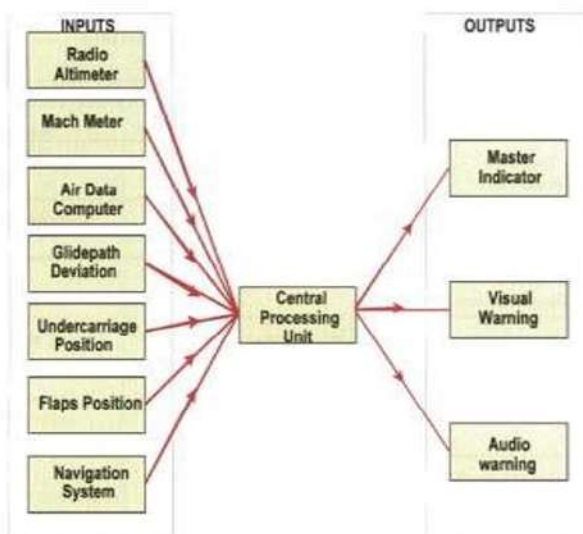 INPUTS
Radio
Altimeter
Mach Meter
Air Data
Computer
Glidepath
Deviation
Undercarriage
Position
Flaps Position
Navigation
System
Central
Processing
Unit
OUTPUTS
Master
Indicator
Visual
Warning
Audio
warning